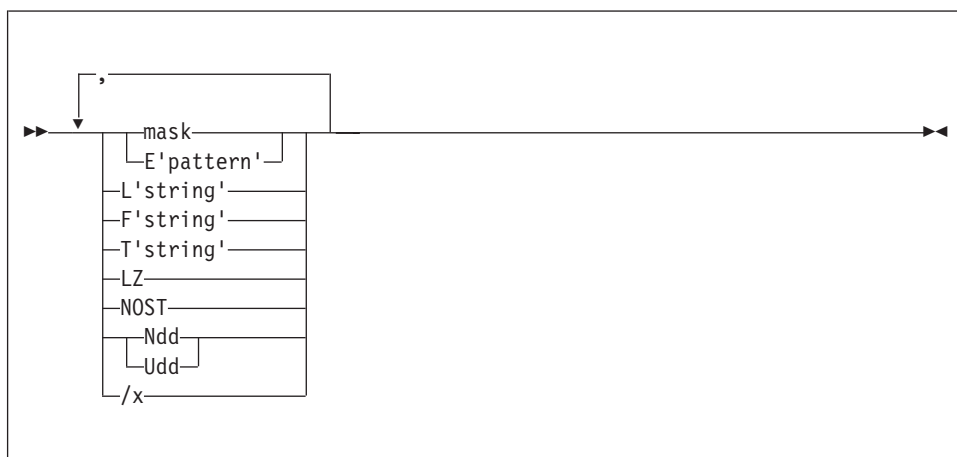 ,
mask
E'pattern'
L'string'
F'string'
T'string'
LZ
NOST
Ndd
Udd
/x